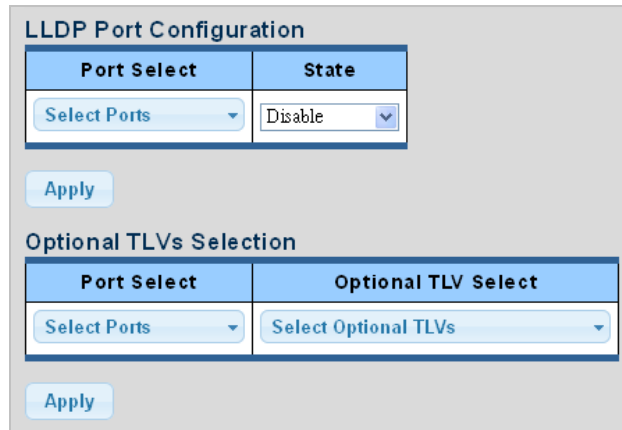 LLDP Port Configuration
Port Select State
Select Ports Disable
Apply
Optional TLVs Selection
Port Select Optional TLV Select
Select Ports Select Optional TLVs
Apply